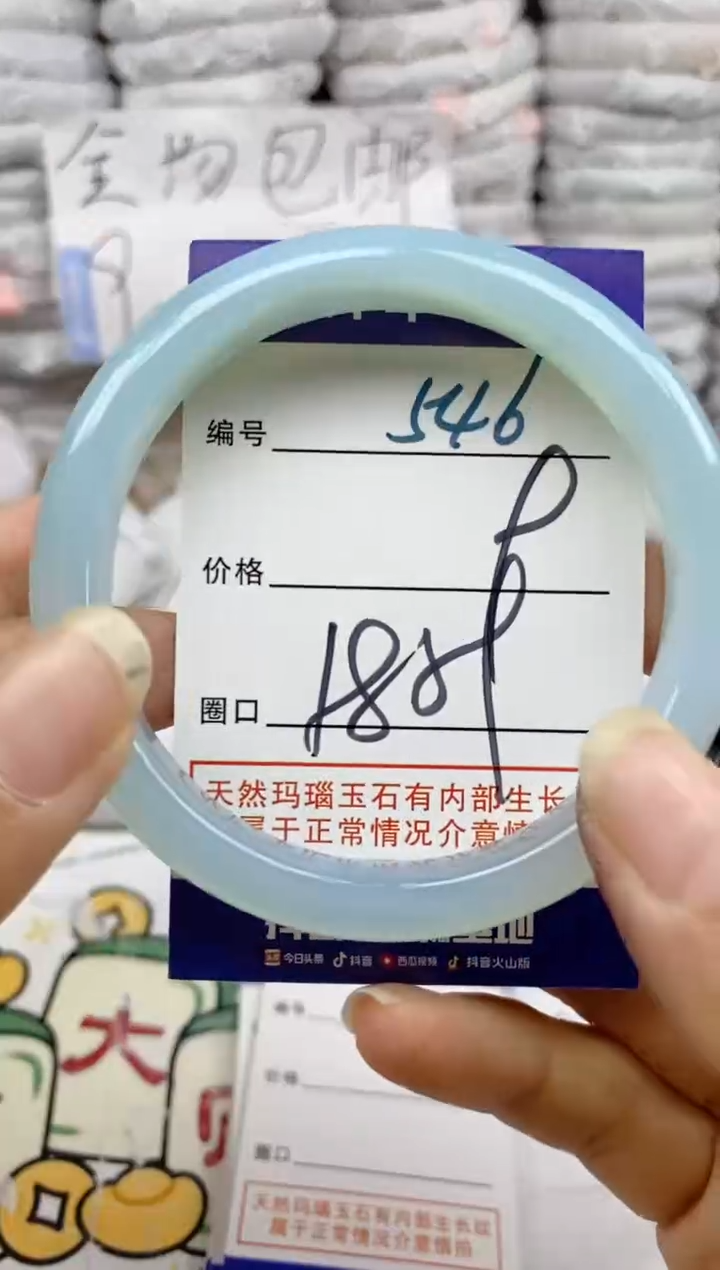 全场包邮
编号 546
价格
188
圈口
天然玛瑙玉石有内部生长
属于正常情况介意慎
今日头条 抖音 西瓜视频 抖音火山版
大
编号
价格
圈口
天然玛瑙玉石有内部生长纹
属于正常情况介意慎拍